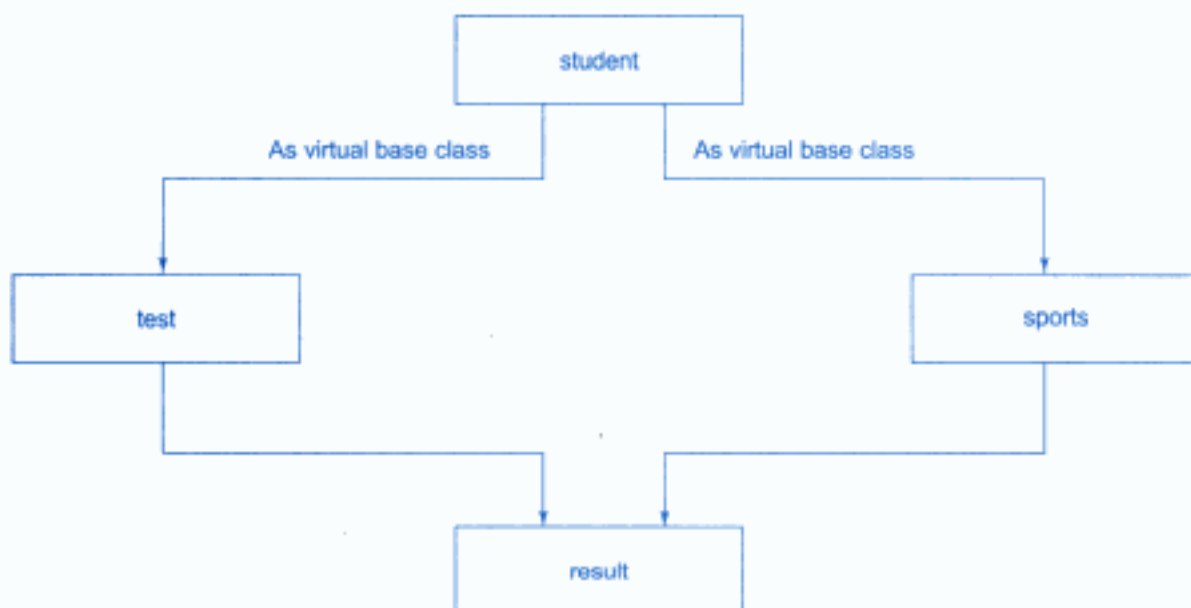 student
As virtual base class
As virtual base class
test
sports
result